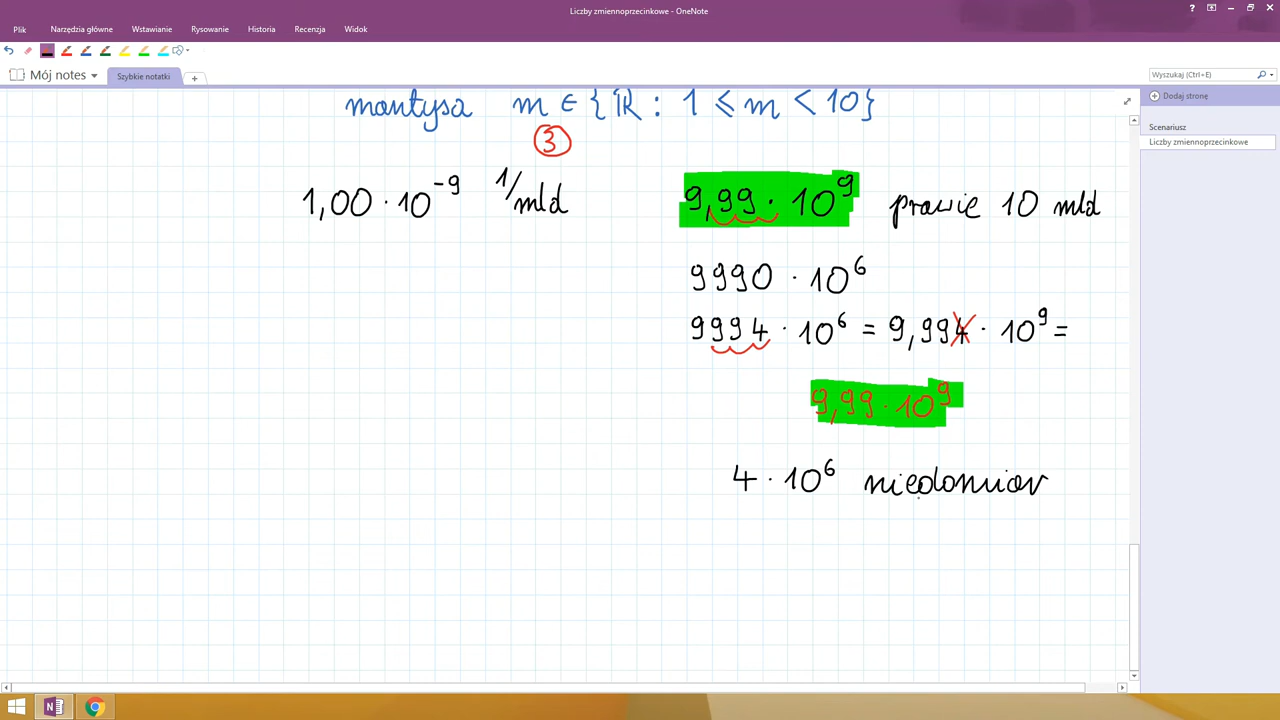 Liczby zmiennoprzecinkowe - OneNote
Plik Narzędzia główne Wstawianie Rysowanie Historia Recenzja Widok
Mój notes Szybkie notatki
Wyszukaj (Ctrl+E)
Dodaj stronę
Scenariusz
Liczby zmiennoprzecinkowe
mantysa m ∈ {ℝ : 1 ⩽ m < 10}
3
1,00 · 10⁻⁹ 1/mld 9,99 · 10⁹ prawie 10 mld
9990 · 10⁶
9994 · 10⁶ = 9,994 · 10⁹ =
9,99 · 10⁹
4 · 10⁶ niedomiar